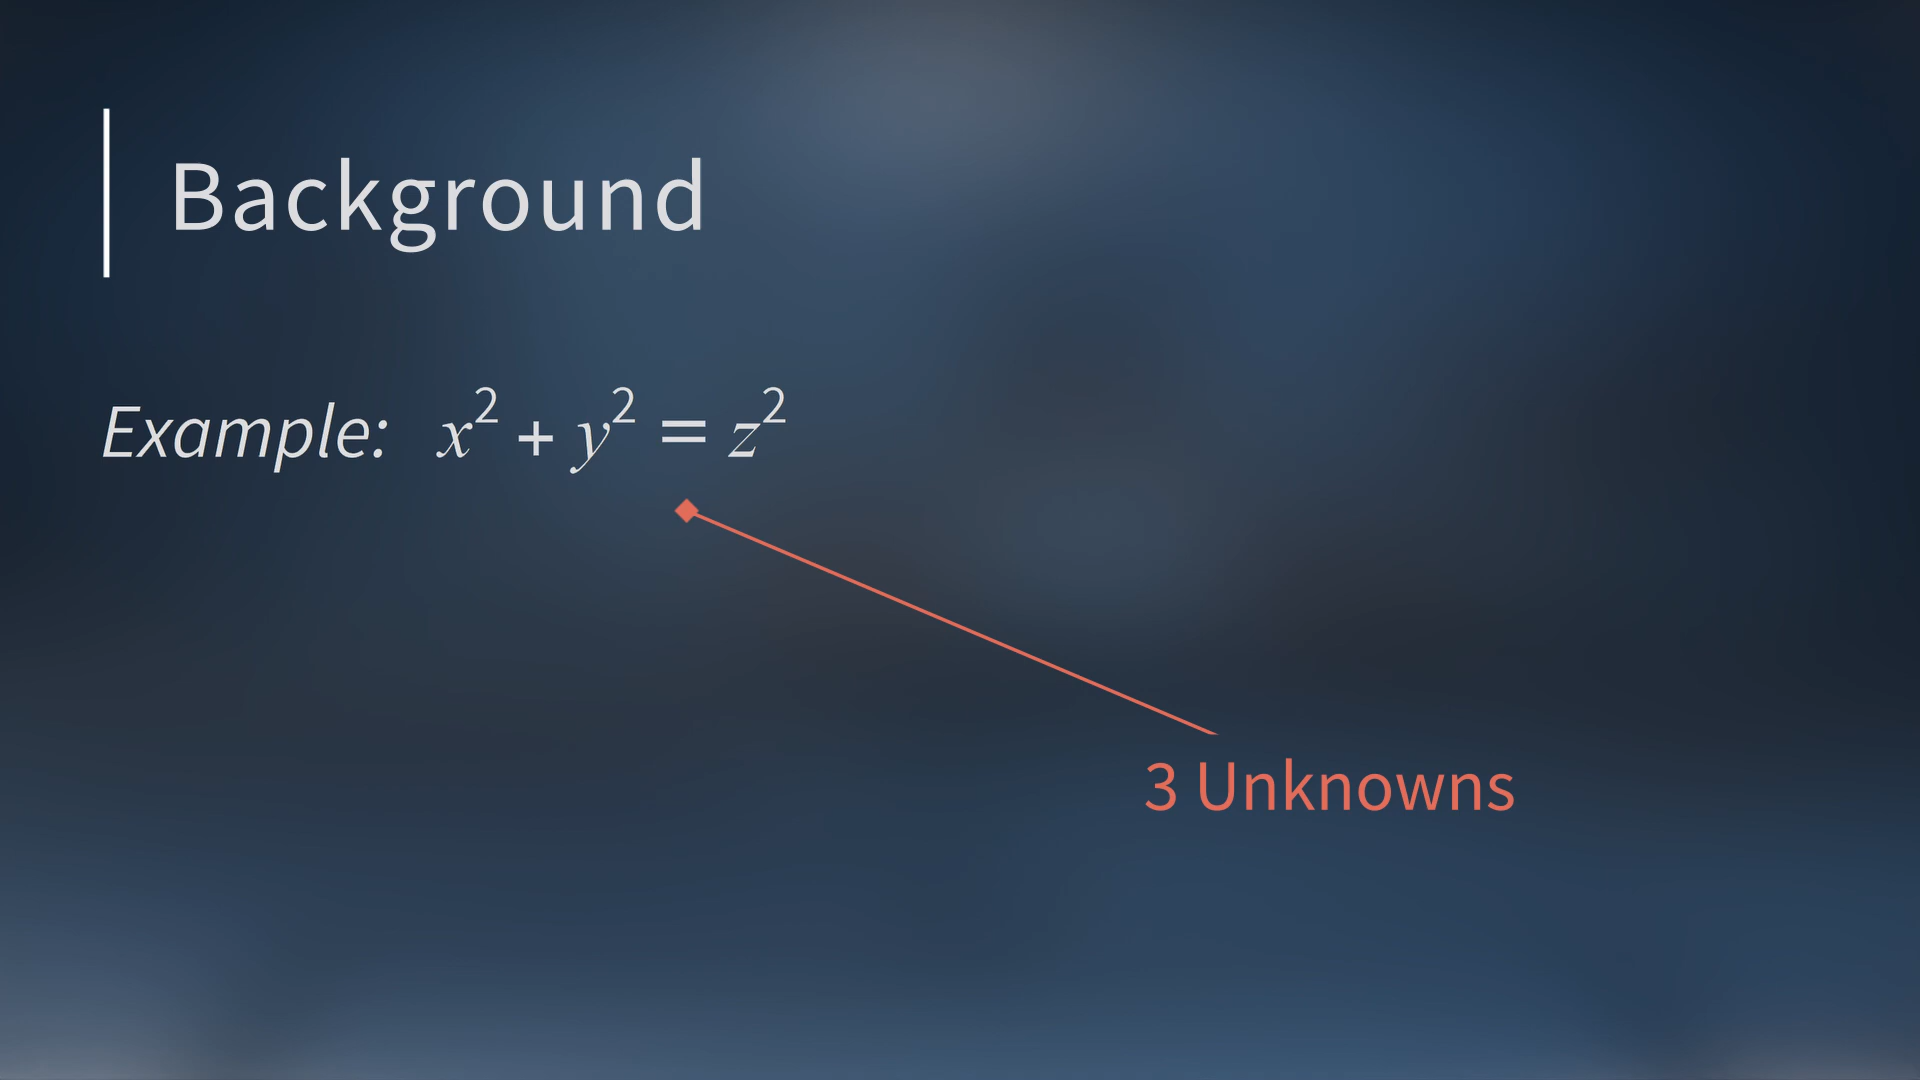 Background
Example: x² + y² = z²
3 Unknowns